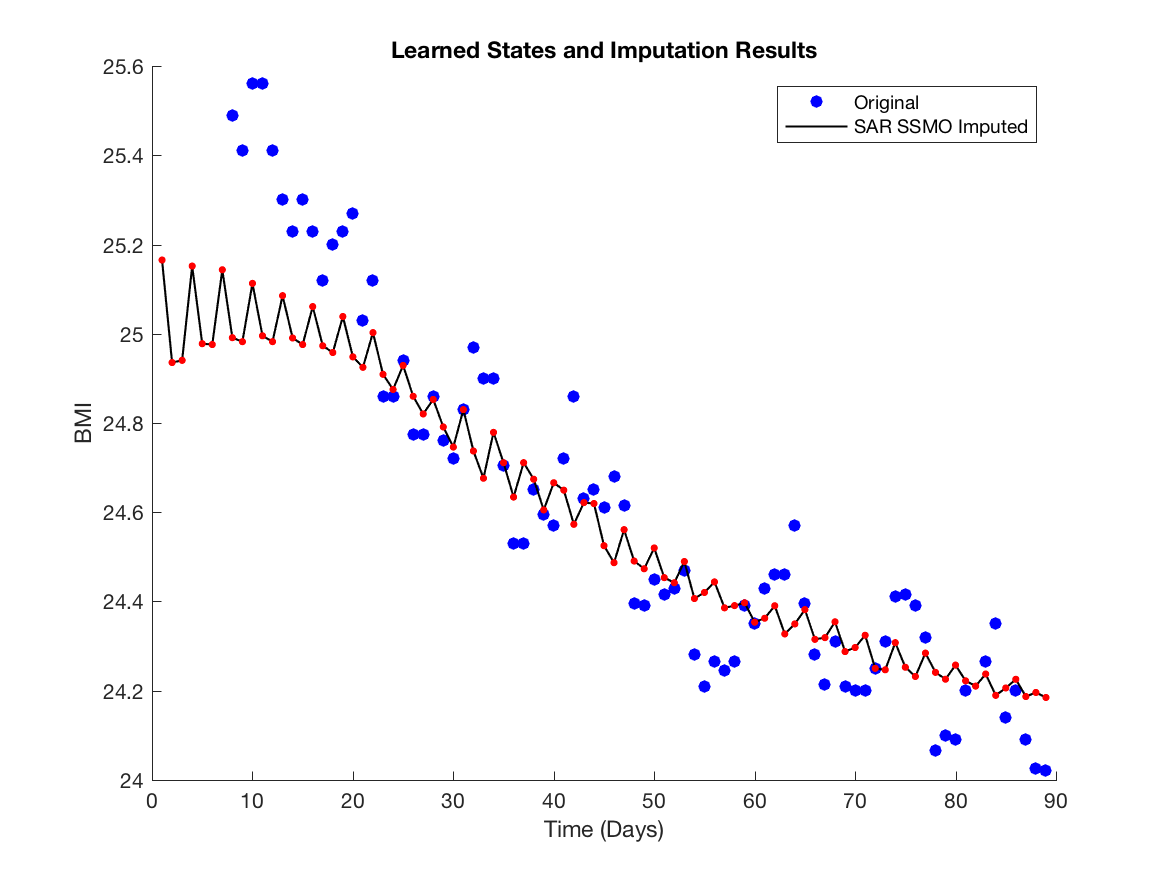 Learned States and Imputation Results
25.6
25.4
25.2
25
24.8
24.6
24.4
24.2
24
BMI
Original
SAR SSMO Imputed
0 10 20 30 40 50 60 70 80 90
Time (Days)